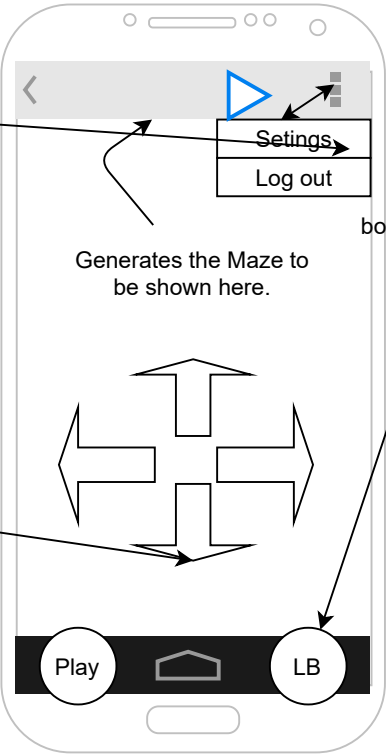 Setings
Log out
bo
Generates the Maze to
be shown here.
Play
LB